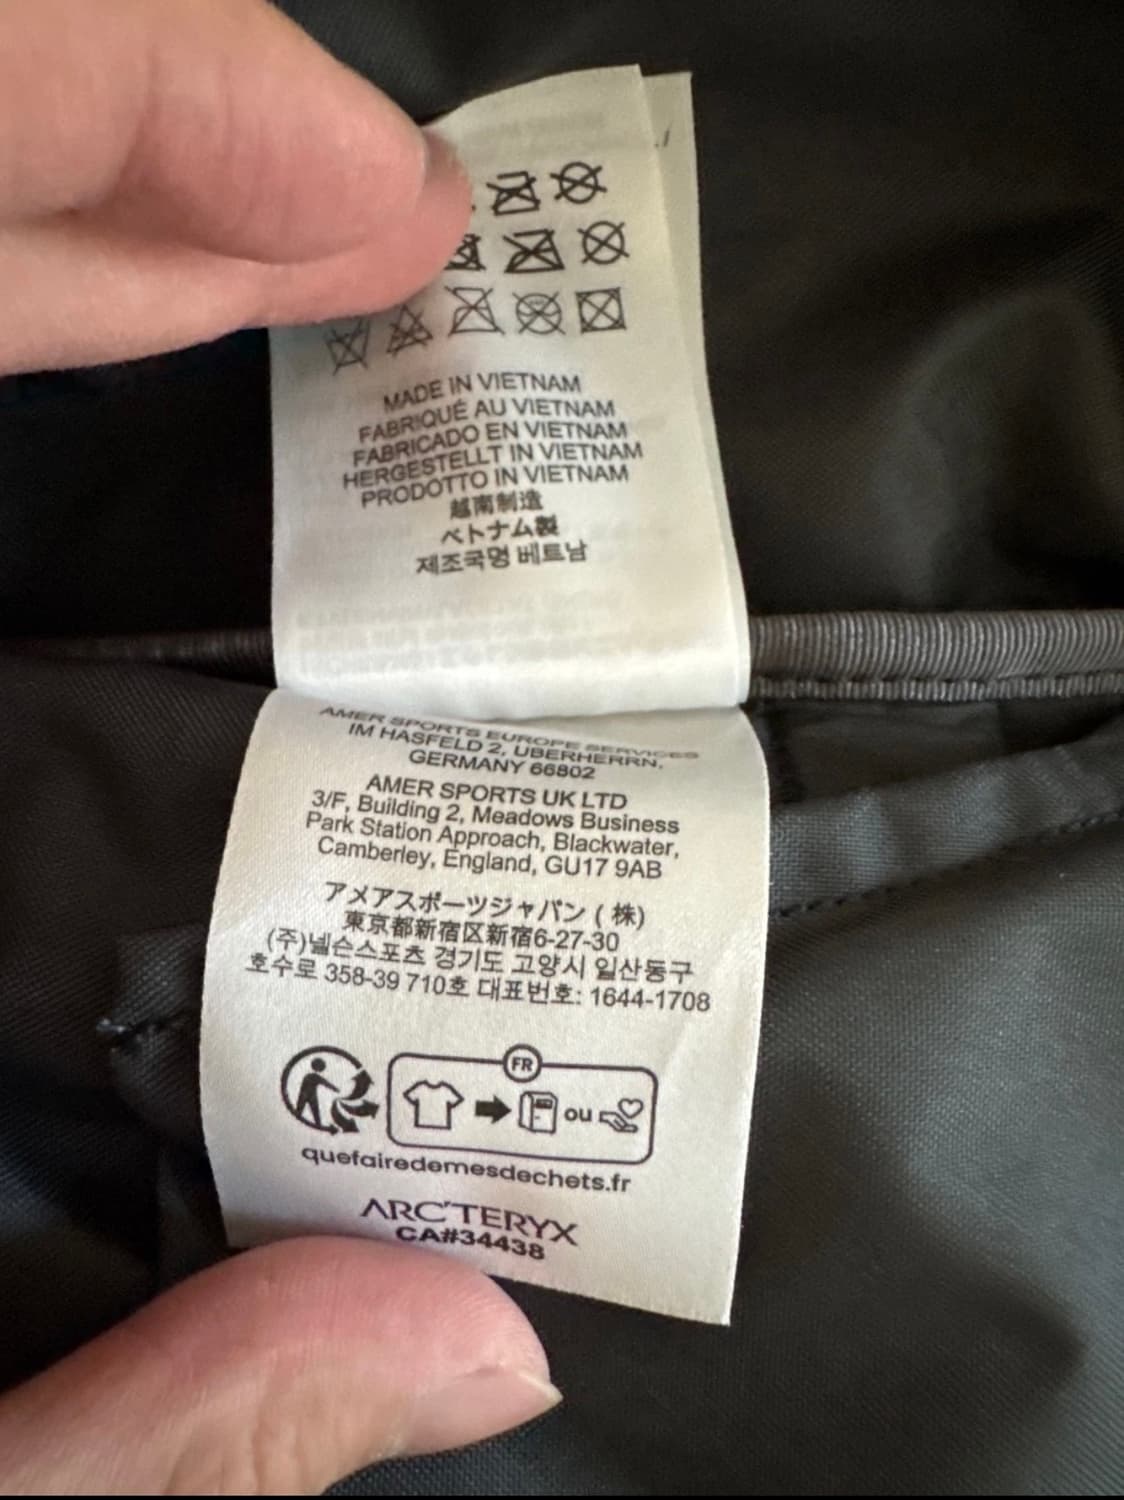 MADE IN VIETNAM
FABRIQUÉ AU VIETNAM
FABRICADO EN VIETNAM
HERGESTELLT IN VIETNAM
PRODOTTO IN VIETNAM
越南制造
ベトナム製
제조국명 베트남
AMER SPORTS EUROPE SERVICES
IM HASFELD 2, UBERHERRN,
GERMANY 66802
AMER SPORTS UK LTD
3/F, Building 2, Meadows Business
Park Station Approach, Blackwater,
Camberley, England, GU17 9AB
アメアスポーツジャパン ( 株)
東京都新宿区新宿6-27-30
(주)넬슨스포츠 경기도 고양시 일산동구
호수로 358-39 710호 대표번호: 1644-1708
FR
ou
quefairedemesdechets.fr
ARC'TERYX
CA#34438